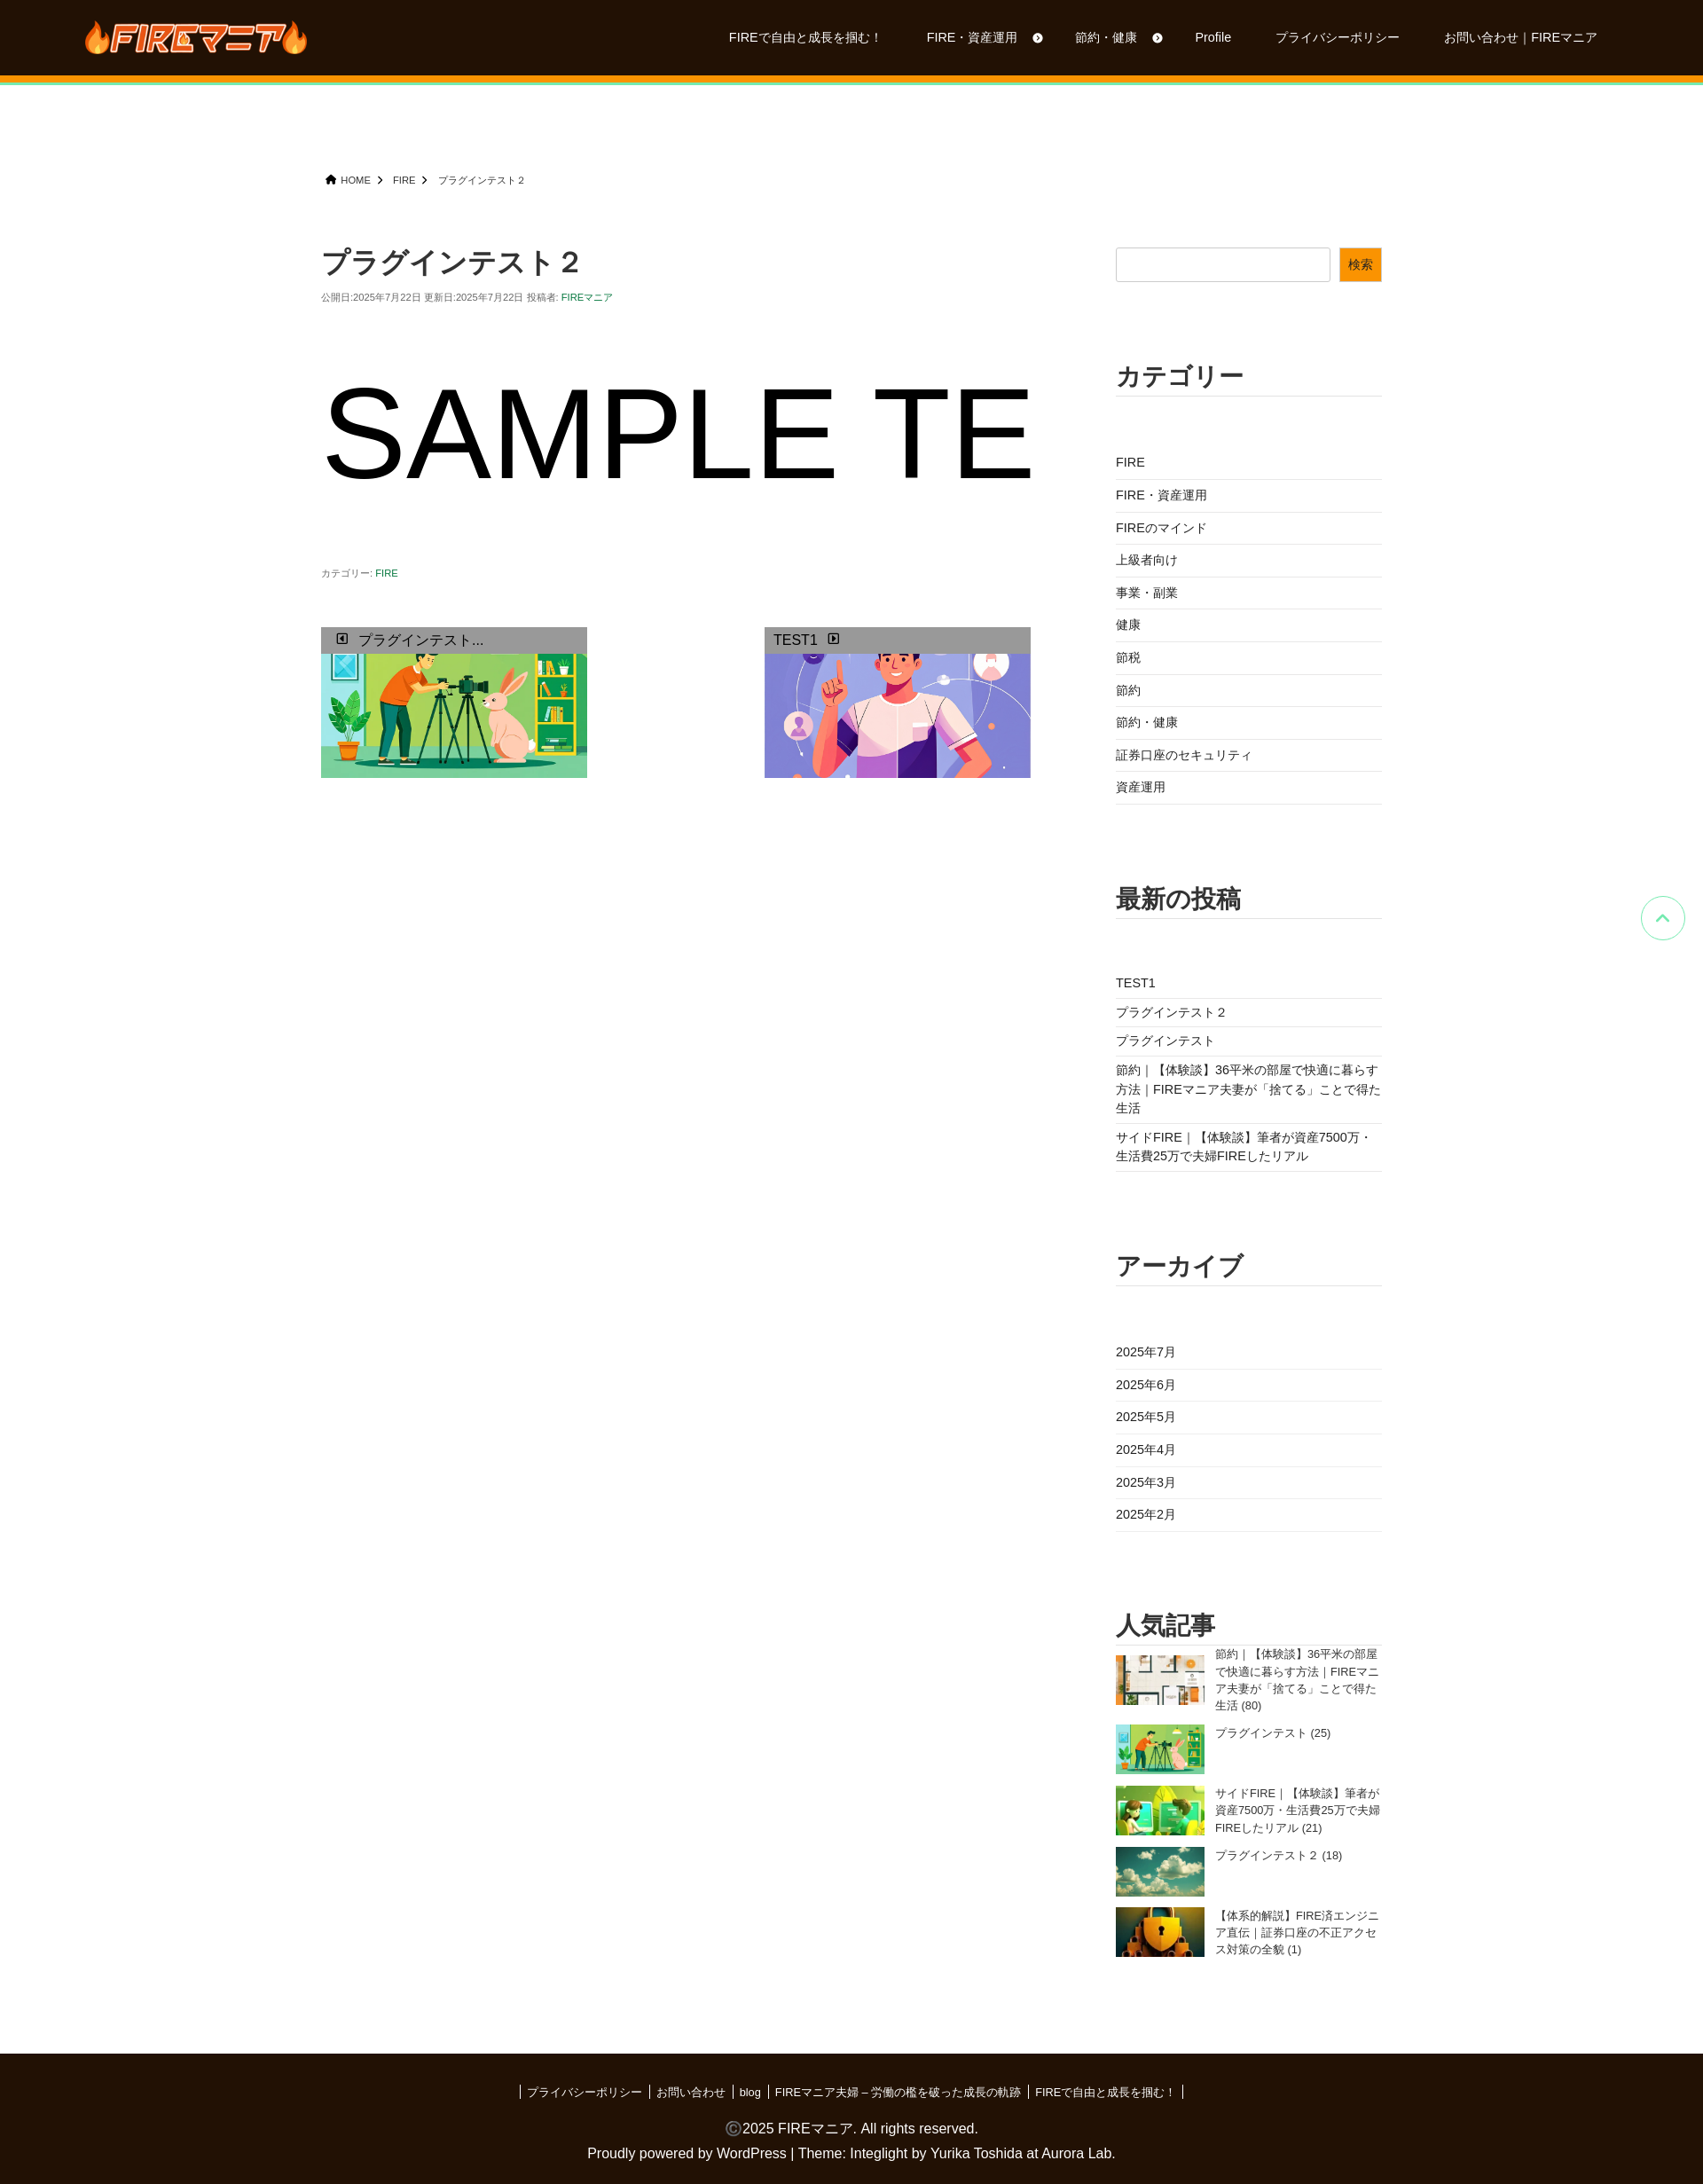 FIREマニア
FIREで自由と成長を掴む！
FIRE・資産運用
節約・健康
Profile
プライバシーポリシー
お問い合わせ｜FIREマニア
HOME
FIRE
プラグインテスト２
プラグインテスト２
公開日:2025年7月22日 更新日:2025年7月22日 投稿者: FIREマニア
SAMPLE TE
カテゴリー: FIRE
プラグインテスト...
TEST1
検索
カテゴリー
FIRE
FIRE・資産運用
FIREのマインド
上級者向け
事業・副業
健康
節税
節約
節約・健康
証券口座のセキュリティ
資産運用
最新の投稿
TEST1
プラグインテスト２
プラグインテスト
節約｜【体験談】36平米の部屋で快適に暮らす
方法｜FIREマニア夫妻が「捨てる」ことで得た
生活
サイドFIRE｜【体験談】筆者が資産7500万・
生活費25万で夫婦FIREしたリアル
アーカイブ
2025年7月
2025年6月
2025年5月
2025年4月
2025年3月
2025年2月
人気記事
節約｜【体験談】36平米の部屋
で快適に暮らす方法｜FIREマニ
ア夫妻が「捨てる」ことで得た
生活 (80)
プラグインテスト (25)
サイドFIRE｜【体験談】筆者が
資産7500万・生活費25万で夫婦
FIREしたリアル (21)
プラグインテスト２ (18)
【体系的解説】FIRE済エンジニ
ア直伝｜証券口座の不正アクセ
ス対策の全貌 (1)
プライバシーポリシー
お問い合わせ
blog
FIREマニア夫婦 – 労働の檻を破った成長の軌跡
FIREで自由と成長を掴む！
©2025 FIREマニア. All rights reserved.
Proudly powered by WordPress | Theme: Integlight by Yurika Toshida at Aurora Lab.